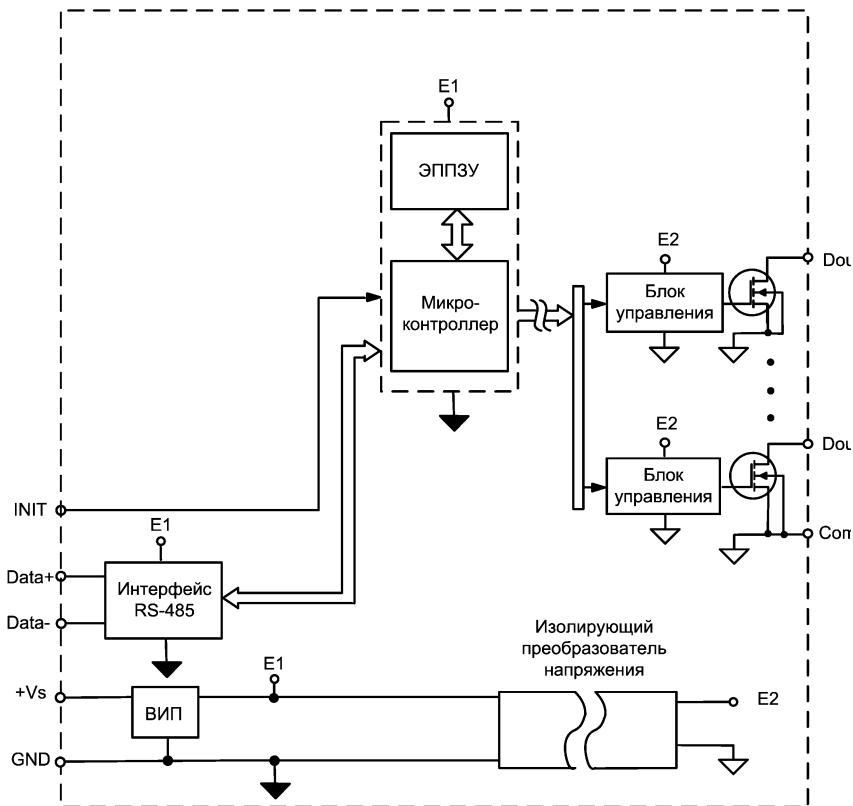 E1
ЭППЗУ
Микро-
контроллер
E2
Блок
управления
Dou
E2
Блок
управления
Dou
Com
INIT
E1
Data+
Data-
Интерфейс
RS-485
Изолирующий
преобразователь
напряжения
+Vs
E1
ВИП
E2
GND